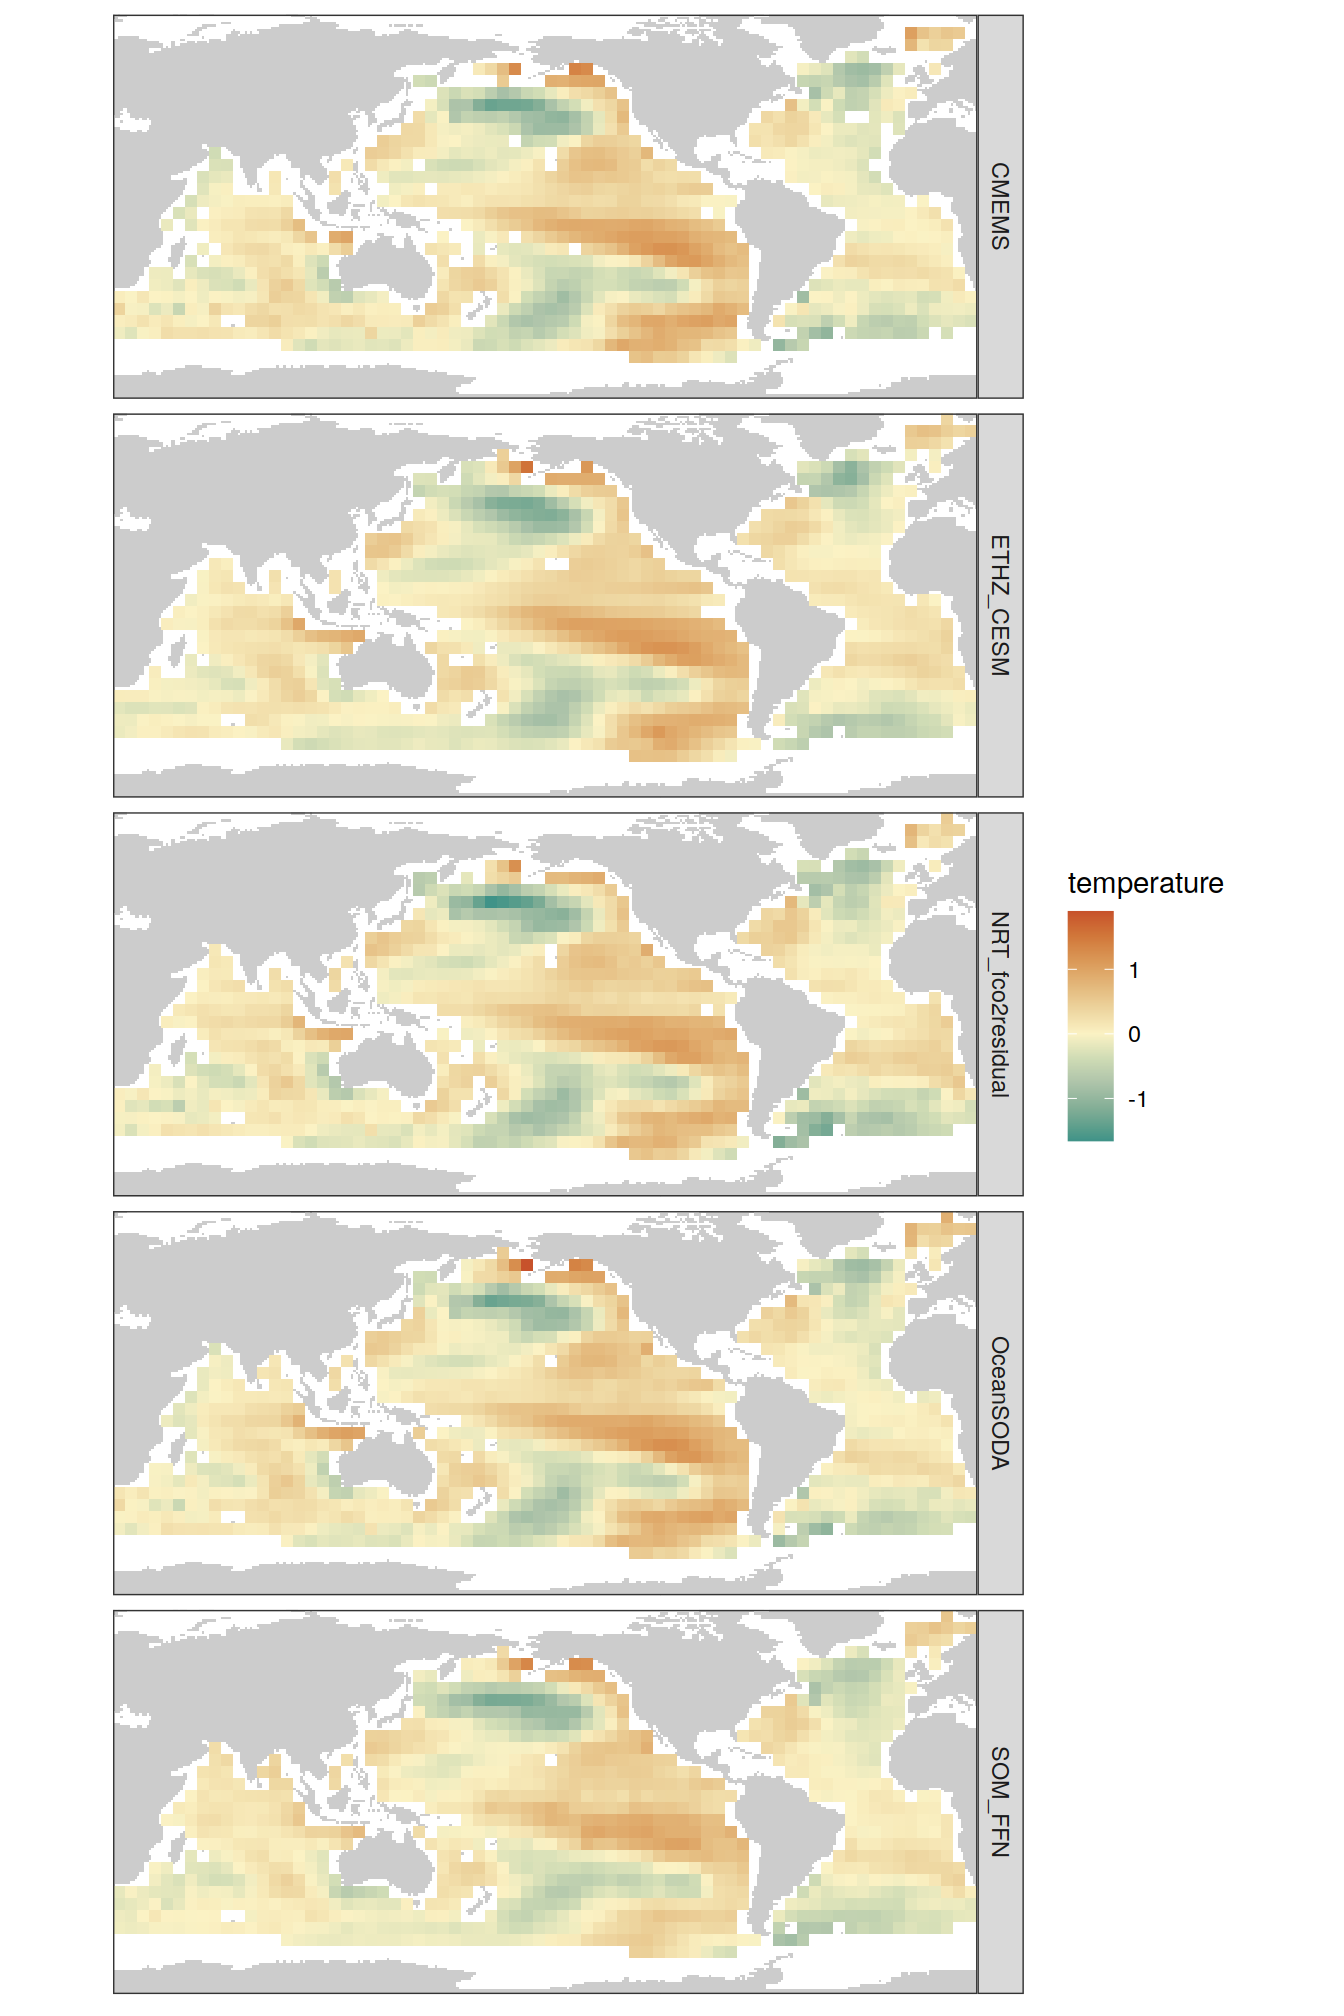 CMEMS
ETHZ_CESM
NRT_fco2residual
OceanSODA
SOM_FFN
temperature
1
0
-1